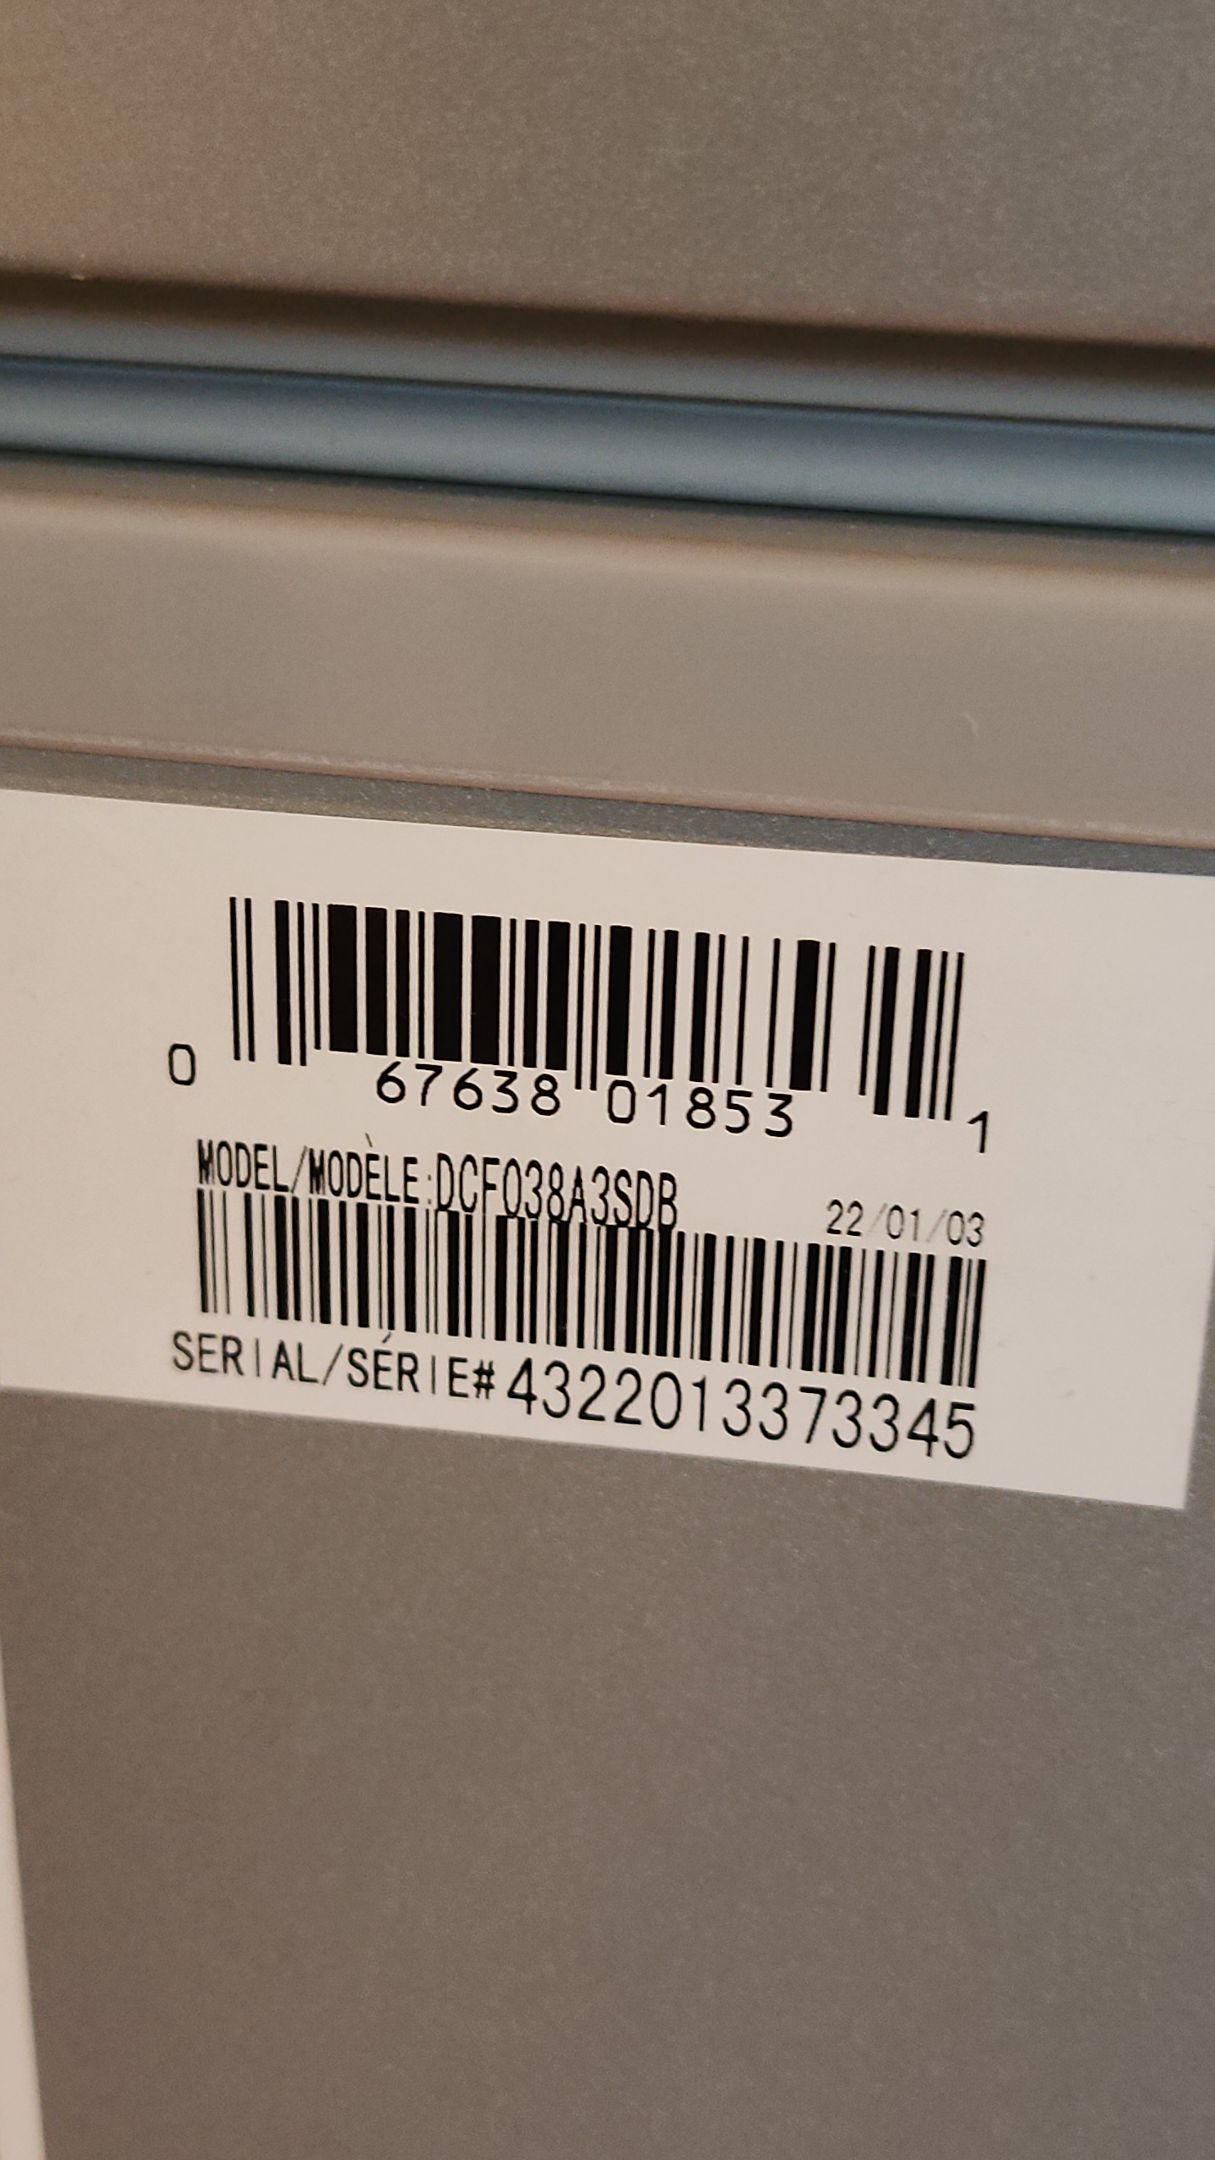 0 67638 01853 1
MODEL/MODÈLE:DCF038A3SDB 22/01/03
SERIAL/SÉRIE# 4322013373345